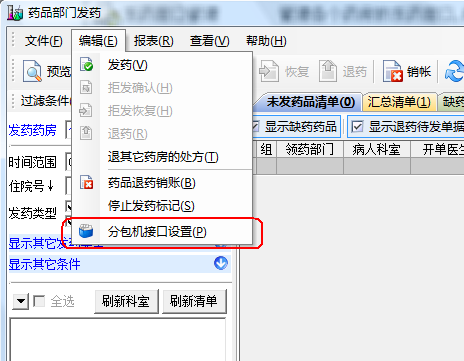 药品部门发药
文件(F) 编辑(E) 报表(R) 查看(V) 帮助(H)
预览 恢复 退药 销帐 缺
过滤条件 未发药品清单(0) 汇总清单(1) 缺药
发药(V)
拒发确认(H)
拒发恢复(H)
退药(R)
退其它药房的处方(T)
药品退药销账(B)
停止发药标记(S)
分包机接口设置(P)
发药药房 显示缺药药品 显示退药待发单据
时间范围 组 领药部门 病人科室 开单医生
住院号↓
发药类型
显示其它发药
显示其它条件
全选 刷新科室 刷新清单